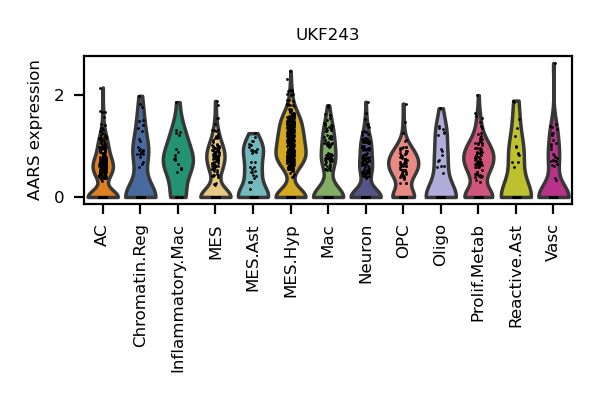 UKF243
AARS expression
2
0
AC
Chromatin.Reg
Inflammatory.Mac
MES
MES.Ast
MES.Hyp
Mac
Neuron
OPC
Oligo
Prolif.Metab
Reactive.Ast
Vasc